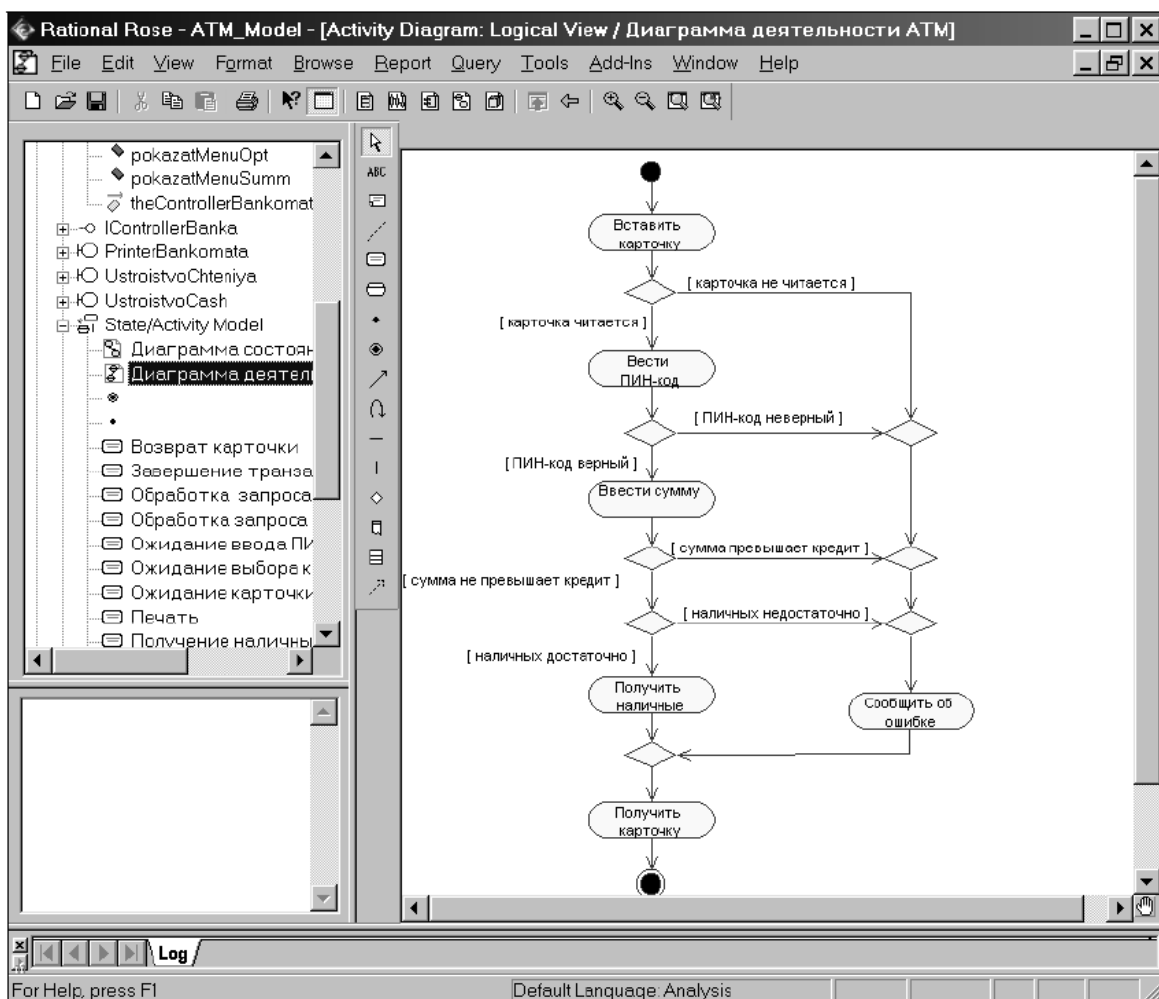 Rational Rose - ATM_Model - [Activity Diagram: Logical View / Диаграмма деятельности ATM]
File Edit View Format Browse Report Query Tools Add-Ins Window Help
pokazatMenuOpt
pokazatMenuSumm
theControllerBankomat
IControllerBanka
PrinterBankomata
UstroistvoChteniya
UstroistvoCash
State/Activity Model
Диаграмма состоян
Диаграмма деятел
Возврат карточки
Завершение транза
Обработка запроса
Обработка запроса
Ожидание ввода ПИ
Ожидание выбора к
Ожидание карточки
Печать
Получение наличны
ABC
Вставить
карточку
[ карточка не читается ]
[ карточка читается ]
Вести
ПИН-код
[ ПИН-код неверный ]
[ПИН-код верный ]
Ввести сумму
[ сумма превышает кредит ]
[ сумма не превышает кредит ]
[ наличных недостаточно ]
[ наличных достаточно ]
Получить
наличные
Сообщить об
ошибке
Получить
карточку
Log
For Help, press F1
Default Language: Analysis